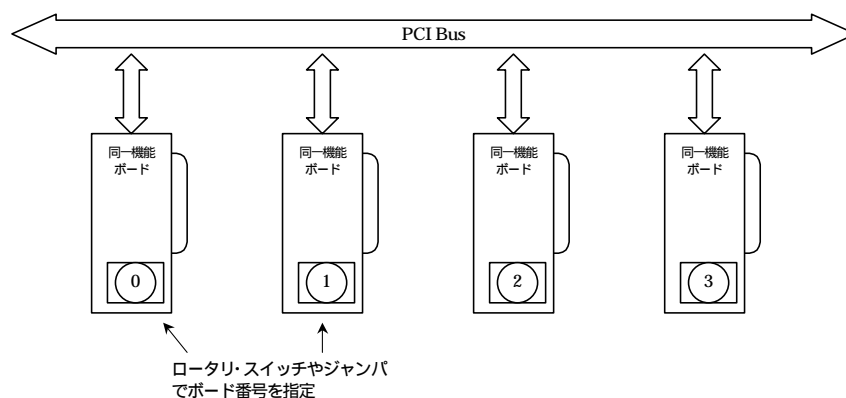 PCI Bus
同一機能
ボード
同一機能
ボード
同一機能
ボード
同一機能
ボード
0
1
2
3
ロータリ・スイッチやジャンパ
でボード番号を指定